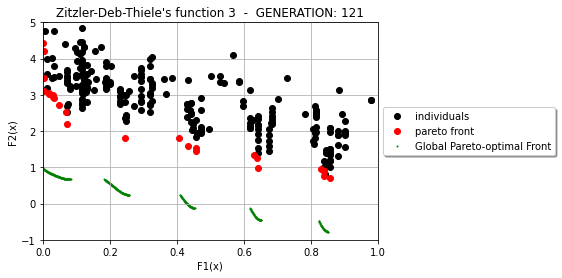 Zitzler-Deb-Thiele's function 3 - GENERATION: 121
5
4
3
2
1
0
−1
F2(x)
0.0 0.2 0.4 0.6 0.8 1.0
F1(x)
individuals
pareto front
Global Pareto-optimal Front